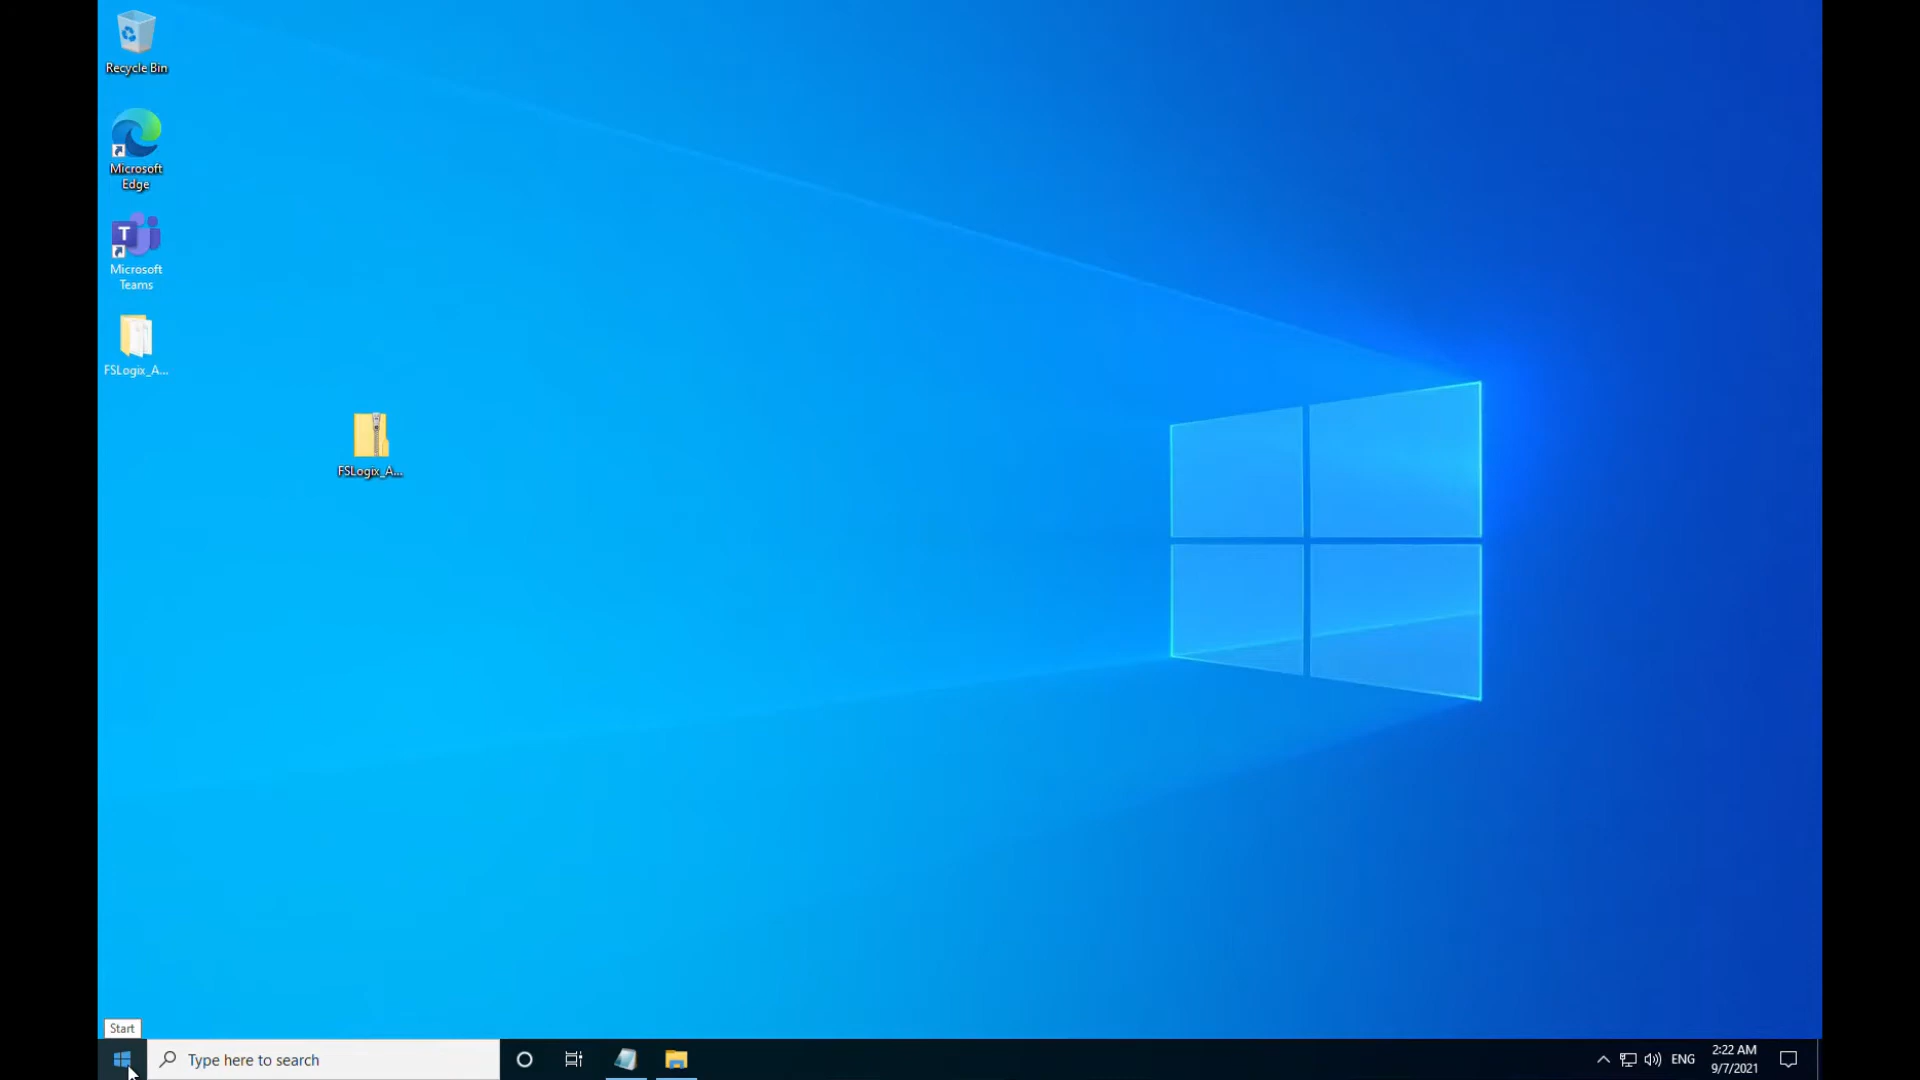 Recycle Bin
Microsoft
Edge
T
Microsoft
Teams
FSLogix_A...
FSLogix_A...
Start
Type here to search
ENG
2:22 AM
9/7/2021